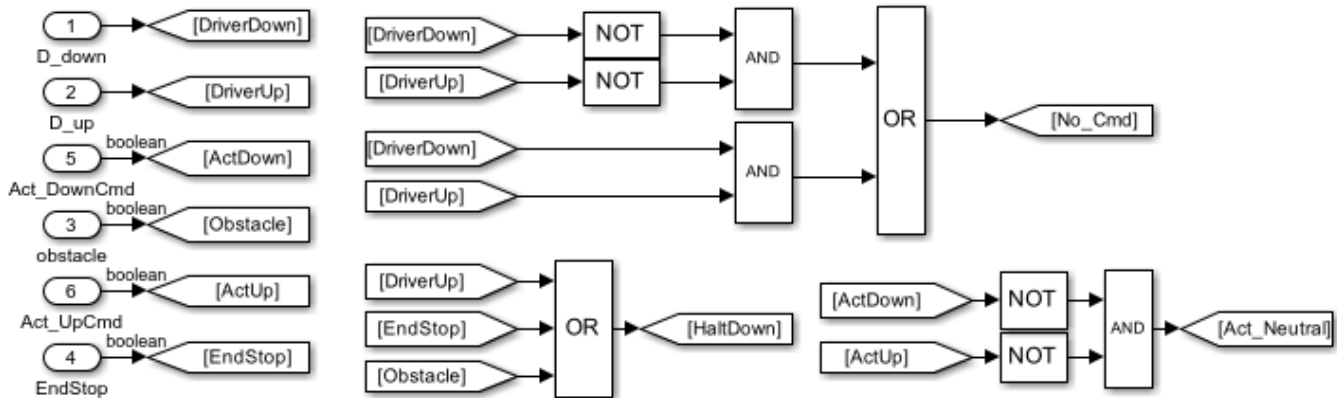 1
[DriverDown]
D_down
2
[DriverUp]
D_up
boolean
5
[ActDown]
Act_DownCmd
boolean
3
[Obstacle]
obstacle
boolean
6
[ActUp]
Act_UpCmd
boolean
4
[EndStop]
EndStop
[DriverDown]
NOT
[DriverUp]
NOT
AND
[DriverDown]
[DriverUp]
AND
OR
[No_Cmd]
[DriverUp]
[EndStop]
[Obstacle]
OR
[HaltDown]
[ActDown]
NOT
[ActUp]
NOT
AND
[Act_Neutral]